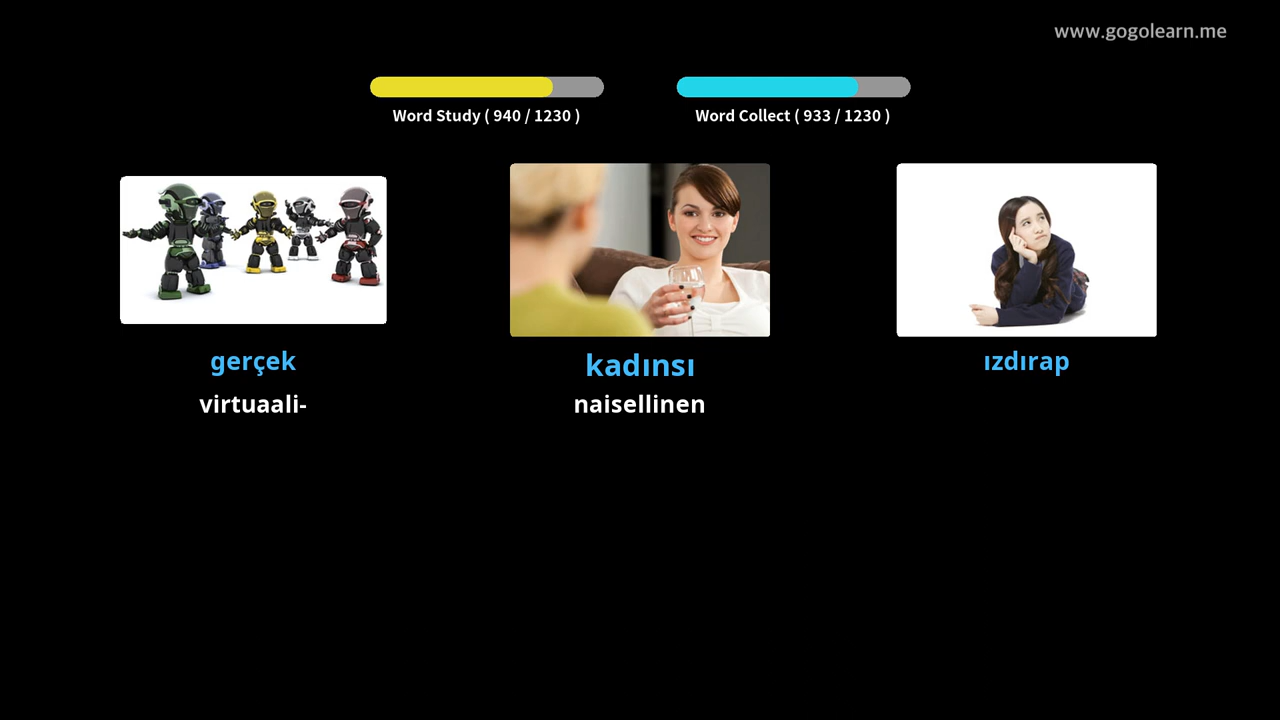 www.gogolearn.me
Word Study ( 940 / 1230 )
Word Collect ( 933 / 1230 )
gerçek
kadınsı
ızdırap
virtuaali-
naisellinen